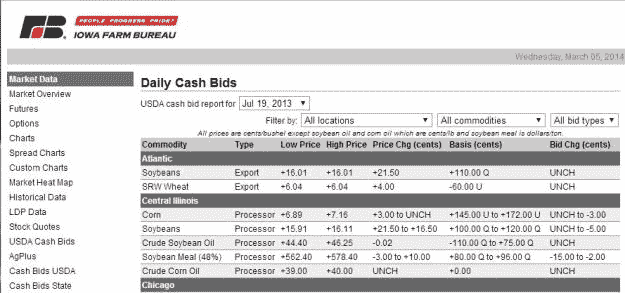 PEOPLE. PROGRESS. PRIDE.®
FB® IOWA FARM BUREAU
Wednesday, March 05, 2014
Market Data
Market Overview
Futures
Options
Charts
Spread Charts
Custom Charts
Market Heat Map
Historical Data
LDP Data
Stock Quotes
USDA Cash Bids
AgPlus
Cash Bids USDA
Cash Bids State
Daily Cash Bids
USDA cash bid report for Jul 19, 2013
Filter by: All locations All commodities All bid types
All prices are cents/bushel except soybean oil and corn oil which are cents/lb and soybean meal is dollars/ton.
Commodity Type Low Price High Price Price Chg (cents) Basis (cents) Bid Chg (cents)
Atlantic
Soybeans Export +16.01 +16.01 +21.50 +110.00 Q UNCH
SRW Wheat Export +6.04 +6.04 +4.00 -60.00 U UNCH
Central Illinois
Corn Processor +6.89 +7.16 +3.00 to UNCH +145.00 U to +172.00 U UNCH to -3.00
Soybeans Processor +15.91 +16.11 +21.50 to +16.50 +100.00 Q to +120.00 Q UNCH to -5.00
Crude Soybean Oil Processor +44.40 +46.25 -0.02 -110.00 Q to +75.00 Q UNCH
Soybean Meal (48%) Processor +562.40 +578.40 -3.00 to +10.00 +80.00 Q to +96.00 Q -15.00 to -2.00
Crude Corn Oil Processor +39.00 +40.00 UNCH +0.00 UNCH
Chicago